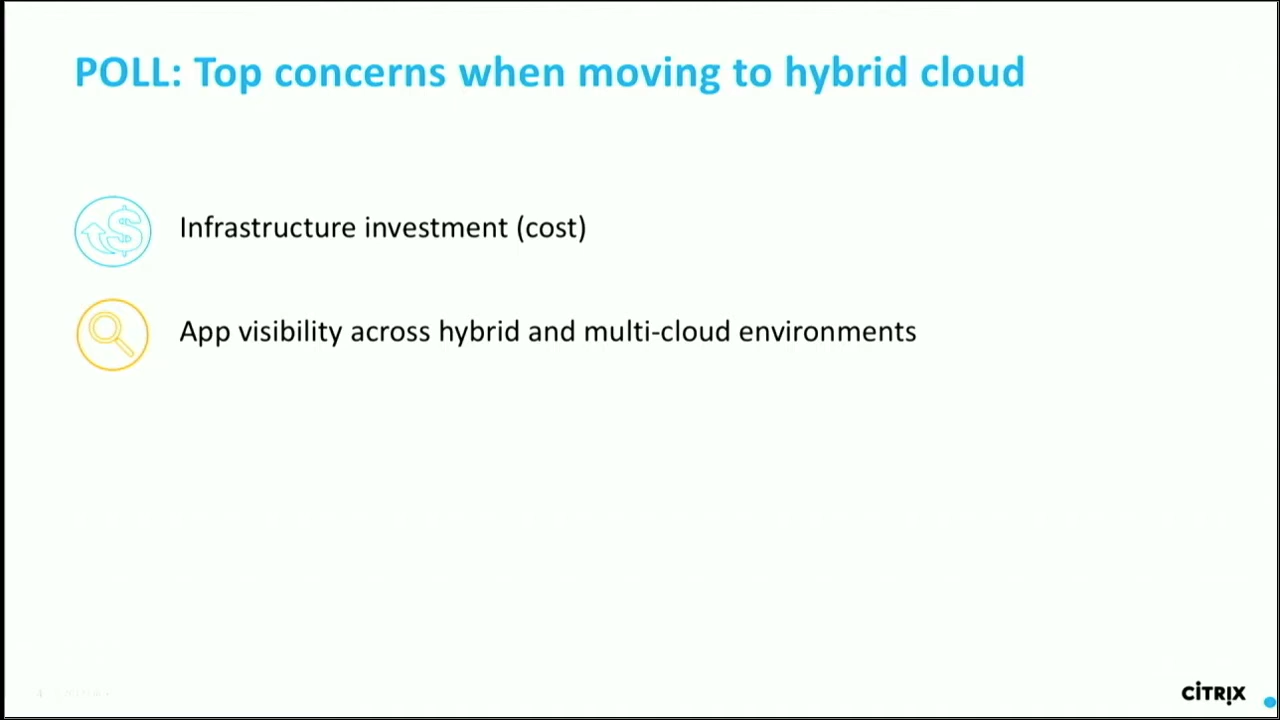 POLL: Top concerns when moving to hybrid cloud
Infrastructure investment (cost)
App visibility across hybrid and multi-cloud environments
4
CITRIX